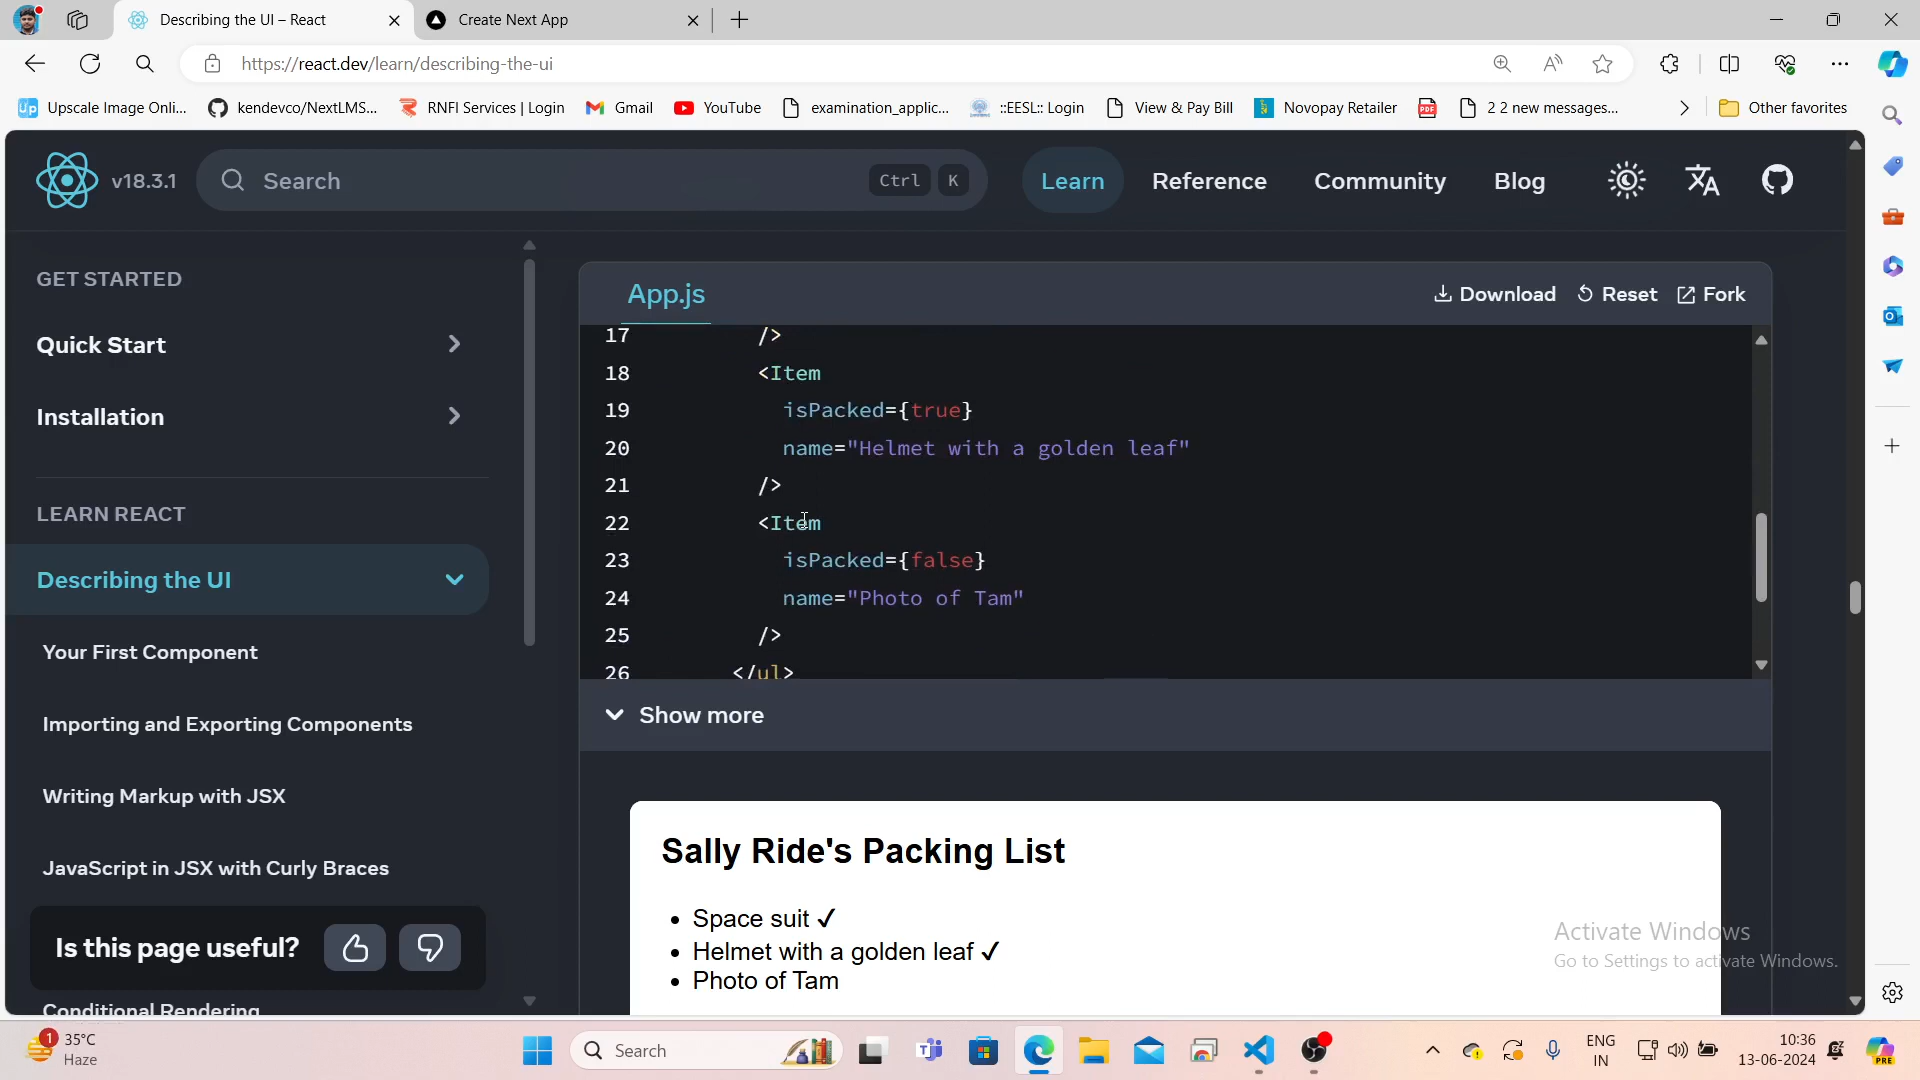 Describing the UI – React
Create Next App
https://react.dev/learn/describing-the-ui
Upscale Image Onli...
kendevco/NextLMS...
RNFI Services | Login
Gmail
YouTube
examination_applic...
::EESL:: Login
View & Pay Bill
Novopay Retailer
2 2 new messages...
Other favorites
v18.3.1
Search
Ctrl K
Learn
Reference
Community
Blog
GET STARTED
Quick Start
Installation
LEARN REACT
Describing the UI
Your First Component
Importing and Exporting Components
Writing Markup with JSX
JavaScript in JSX with Curly Braces
Conditional Rendering
Is this page useful?
App.js
Download
Reset
Fork
17 />
18 <Item
19 isPacked={true}
20 name="Helmet with a golden leaf"
21 />
22 <Item
23 isPacked={false}
24 name="Photo of Tam"
25 />
26 </ul>
Show more
Sally Ride's Packing List
• Space suit ✔
• Helmet with a golden leaf ✔
• Photo of Tam
Activate Windows
Go to Settings to activate Windows.
1
35°C
Haze
Search
ENG
IN
10:36
13-06-2024
PRE